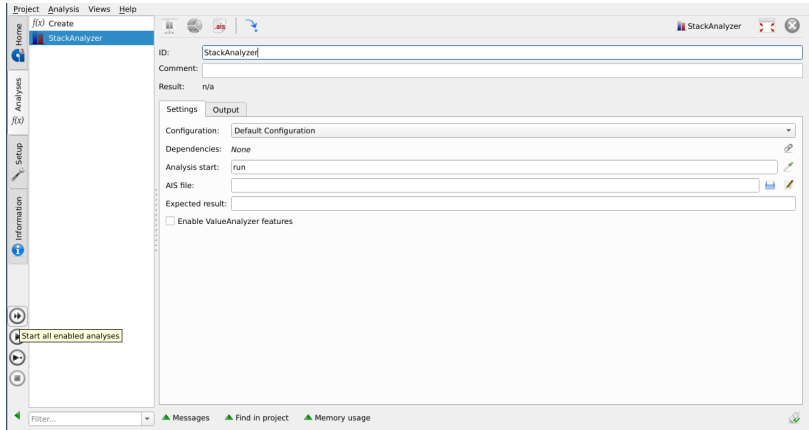 Project Analysis Views Help
Home
Analyses
f(x)
Setup
Information
f(x) Create
StackAnalyzer
Start all enabled analyses
Filter...
.ais
StackAnalyzer
ID: StackAnalyzer
Comment:
Result: n/a
Settings Output
Configuration: Default Configuration
Dependencies: None
Analysis start: run
AIS file:
Expected result:
Enable ValueAnalyzer features
Messages Find in project Memory usage